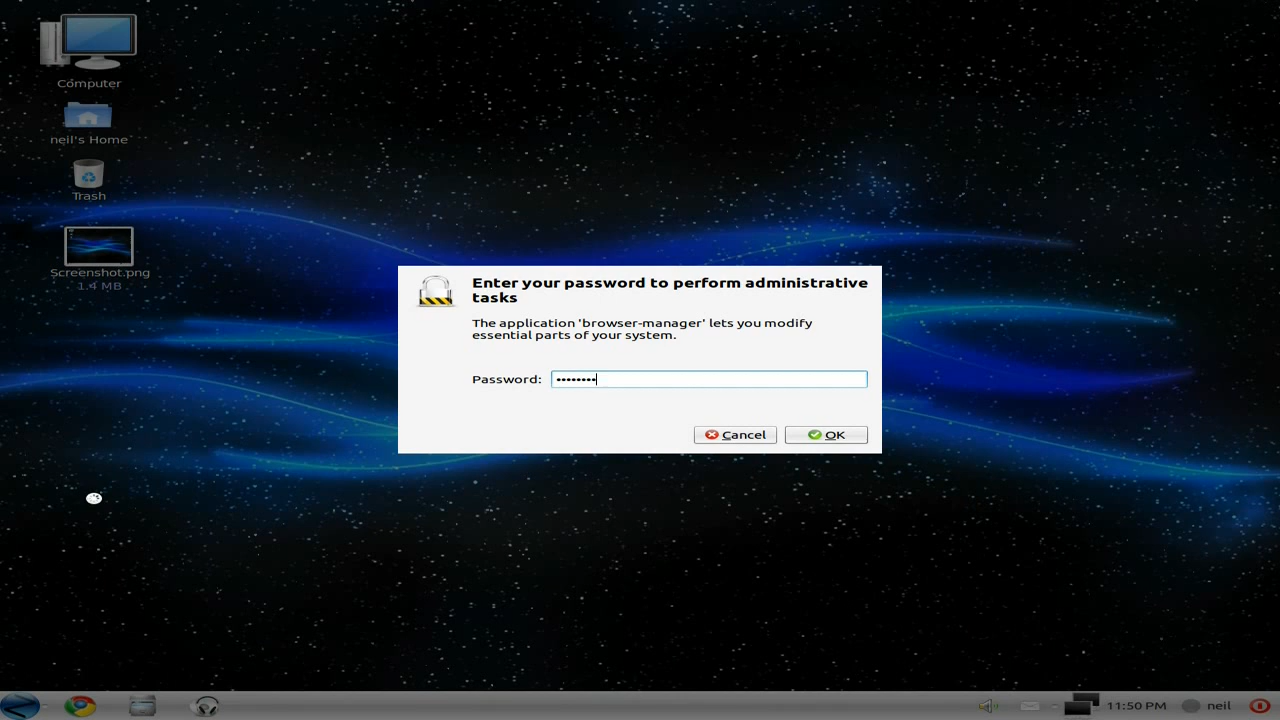 Computer
neil's Home
Trash
Screenshot.png
1.4 MB
Enter your password to perform administrative
tasks
The application 'browser-manager' lets you modify
essential parts of your system.
Password: ••••••••
Cancel OK
11:50 PM neil